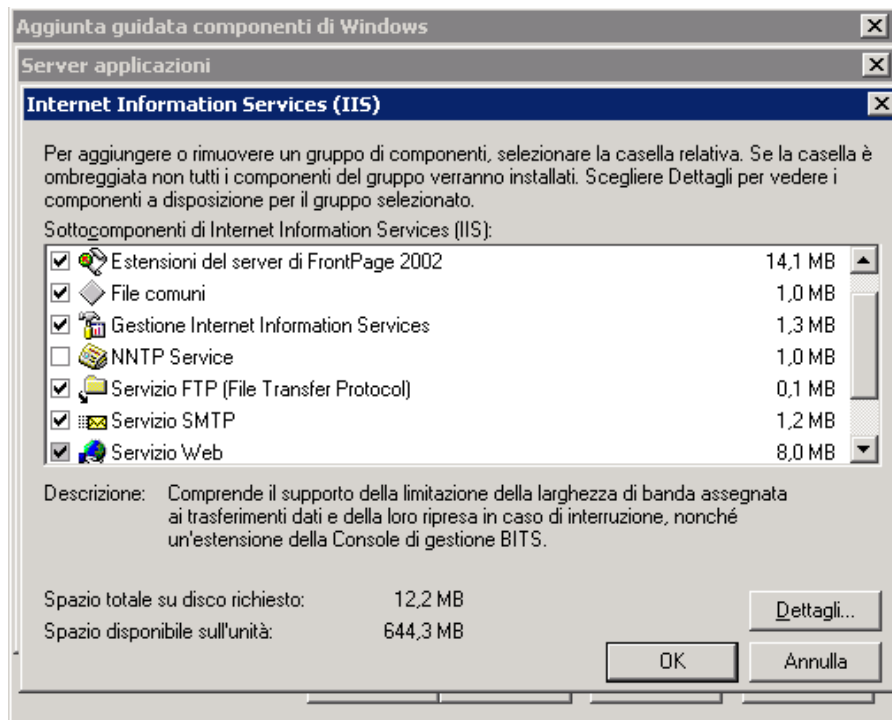 Aggiunta guidata componenti di Windows
Server applicazioni
Internet Information Services (IIS)
Per aggiungere o rimuovere un gruppo di componenti, selezionare la casella relativa. Se la casella è
ombreggiata non tutti i componenti del gruppo verranno installati. Scegliere Dettagli per vedere i
componenti a disposizione per il gruppo selezionato.
Sottocomponenti di Internet Information Services (IIS):
Estensioni del server di FrontPage 2002 14,1 MB
File comuni 1,0 MB
Gestione Internet Information Services 1,3 MB
NNTP Service 1,0 MB
Servizio FTP (File Transfer Protocol) 0,1 MB
Servizio SMTP 1,2 MB
Servizio Web 8,0 MB
Descrizione: Comprende il supporto della limitazione della larghezza di banda assegnata
ai trasferimenti dati e della loro ripresa in caso di interruzione, nonché
un'estensione della Console di gestione BITS.
Spazio totale su disco richiesto: 12,2 MB
Spazio disponibile sull'unità: 644,3 MB
Dettagli...
OK Annulla